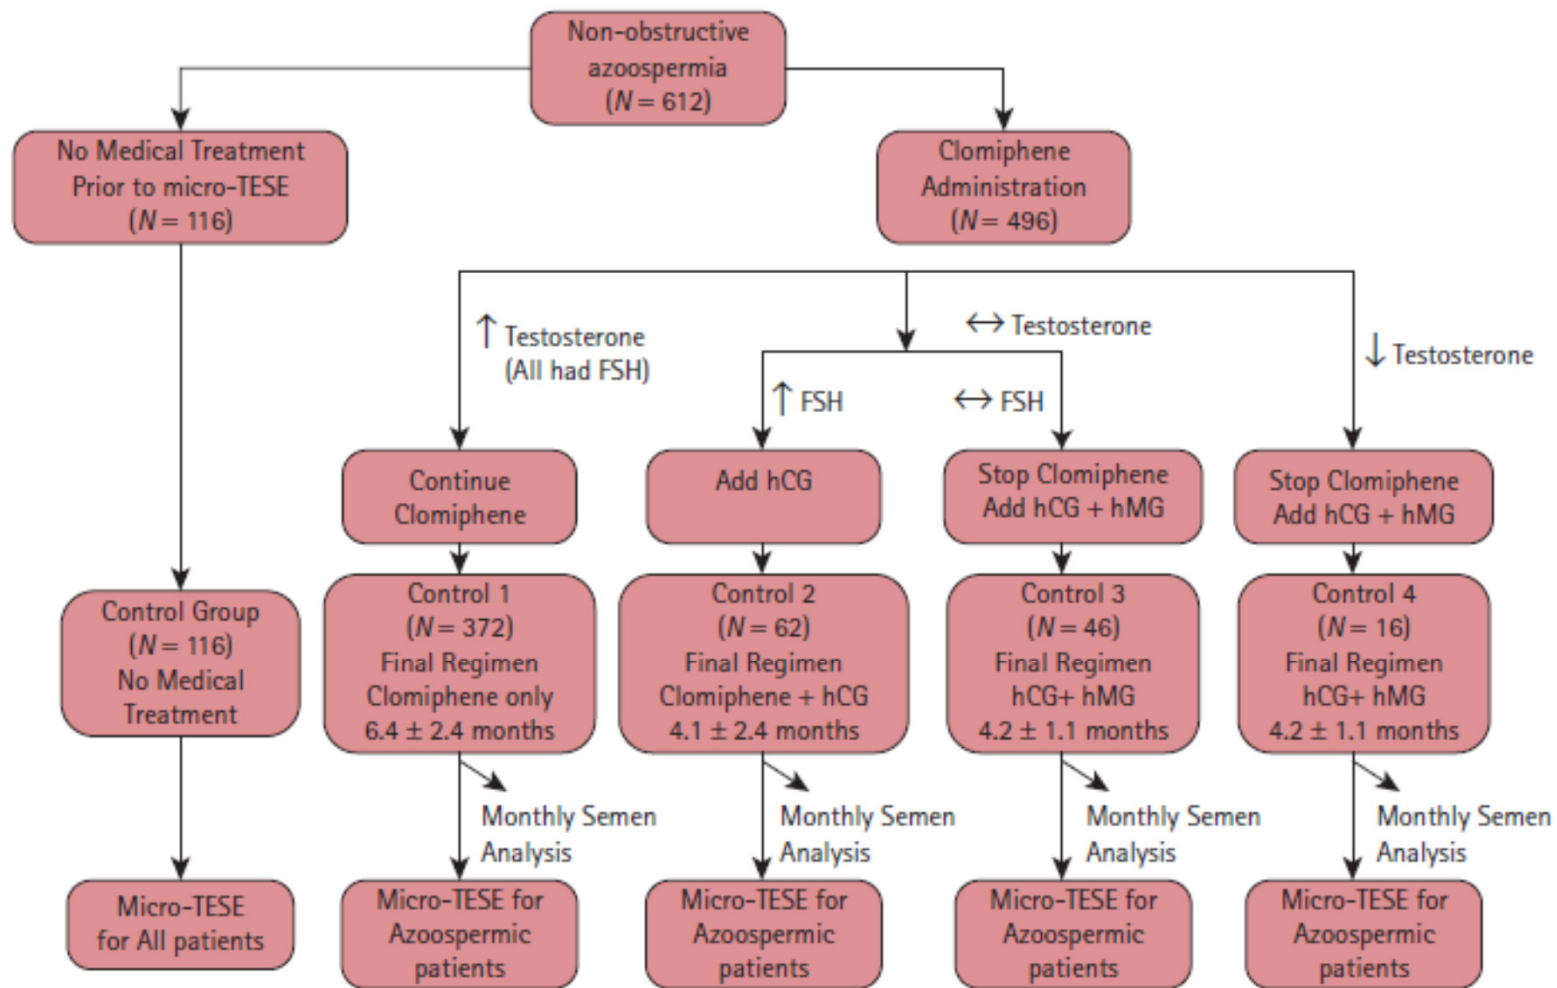 Non-obstructive
azoospermia
(N = 612)
No Medical Treatment
Prior to micro-TESE
(N = 116)
Clomiphene
Administration
(N = 496)
↑ Testosterone
(All had FSH)
↔ Testosterone
↓ Testosterone
↑ FSH
↔ FSH
Continue
Clomiphene
Add hCG
Stop Clomiphene
Add hCG + hMG
Stop Clomiphene
Add hCG + hMG
Control Group
(N = 116)
No Medical
Treatment
Control 1
(N = 372)
Final Regimen
Clomiphene only
6.4 ± 2.4 months
Control 2
(N = 62)
Final Regimen
Clomiphene + hCG
4.1 ± 2.4 months
Control 3
(N = 46)
Final Regimen
hCG+ hMG
4.2 ± 1.1 months
Control 4
(N = 16)
Final Regimen
hCG+ hMG
4.2 ± 1.1 months
Monthly Semen
Analysis
Monthly Semen
Analysis
Monthly Semen
Analysis
Monthly Semen
Analysis
Micro-TESE
for All patients
Micro-TESE for
Azoospermic
patients
Micro-TESE for
Azoospermic
patients
Micro-TESE for
Azoospermic
patients
Micro-TESE for
Azoospermic
patients